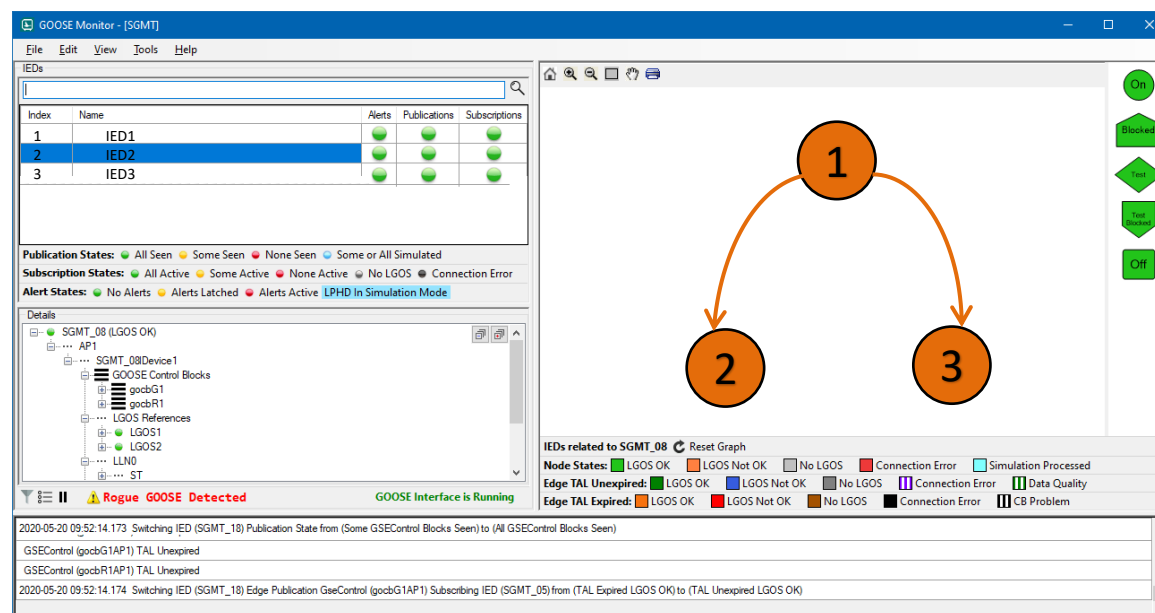 GOOSE Monitor - [SGMT]
File Edit View Tools Help
IEDs
Index Name Alerts Publications Subscriptions
1 IED1
2 IED2
3 IED3
Publication States: All Seen Some Seen None Seen Some or All Simulated
Subscription States: All Active Some Active None Active No LGOS Connection Error
Alert States: No Alerts Alerts Latched Alerts Active LPHD In Simulation Mode
Details
SGMT_08 (LGOS OK)
AP1
SGMT_08IDevice1
GOOSE Control Blocks
gocbG1
gocbR1
LGOS References
LGOS1
LGOS2
LLN0
ST
Rogue GOOSE Detected GOOSE Interface is Running
1
2
3
On
Blocked
Test
Test Blocked
Off
IEDs related to SGMT_08 Reset Graph
Node States: LGOS OK LGOS Not OK No LGOS Connection Error Simulation Processed
Edge TAL Unexpired: LGOS OK LGOS Not OK No LGOS Connection Error Data Quality
Edge TAL Expired: LGOS OK LGOS Not OK No LGOS Connection Error CB Problem
2020-05-20 09:52:14.173 Switching IED (SGMT_18) Publication State from (Some GSEControl Blocks Seen) to (All GSEControl Blocks Seen)
GSEControl (gocbG1AP1) TAL Unexpired
GSEControl (gocbR1AP1) TAL Unexpired
2020-05-20 09:52:14.174 Switching IED (SGMT_18) Edge Publication GseControl (gocbG1AP1) Subscribing IED (SGMT_05) from (TAL Expired LGOS OK) to (TAL Unexpired LGOS OK)